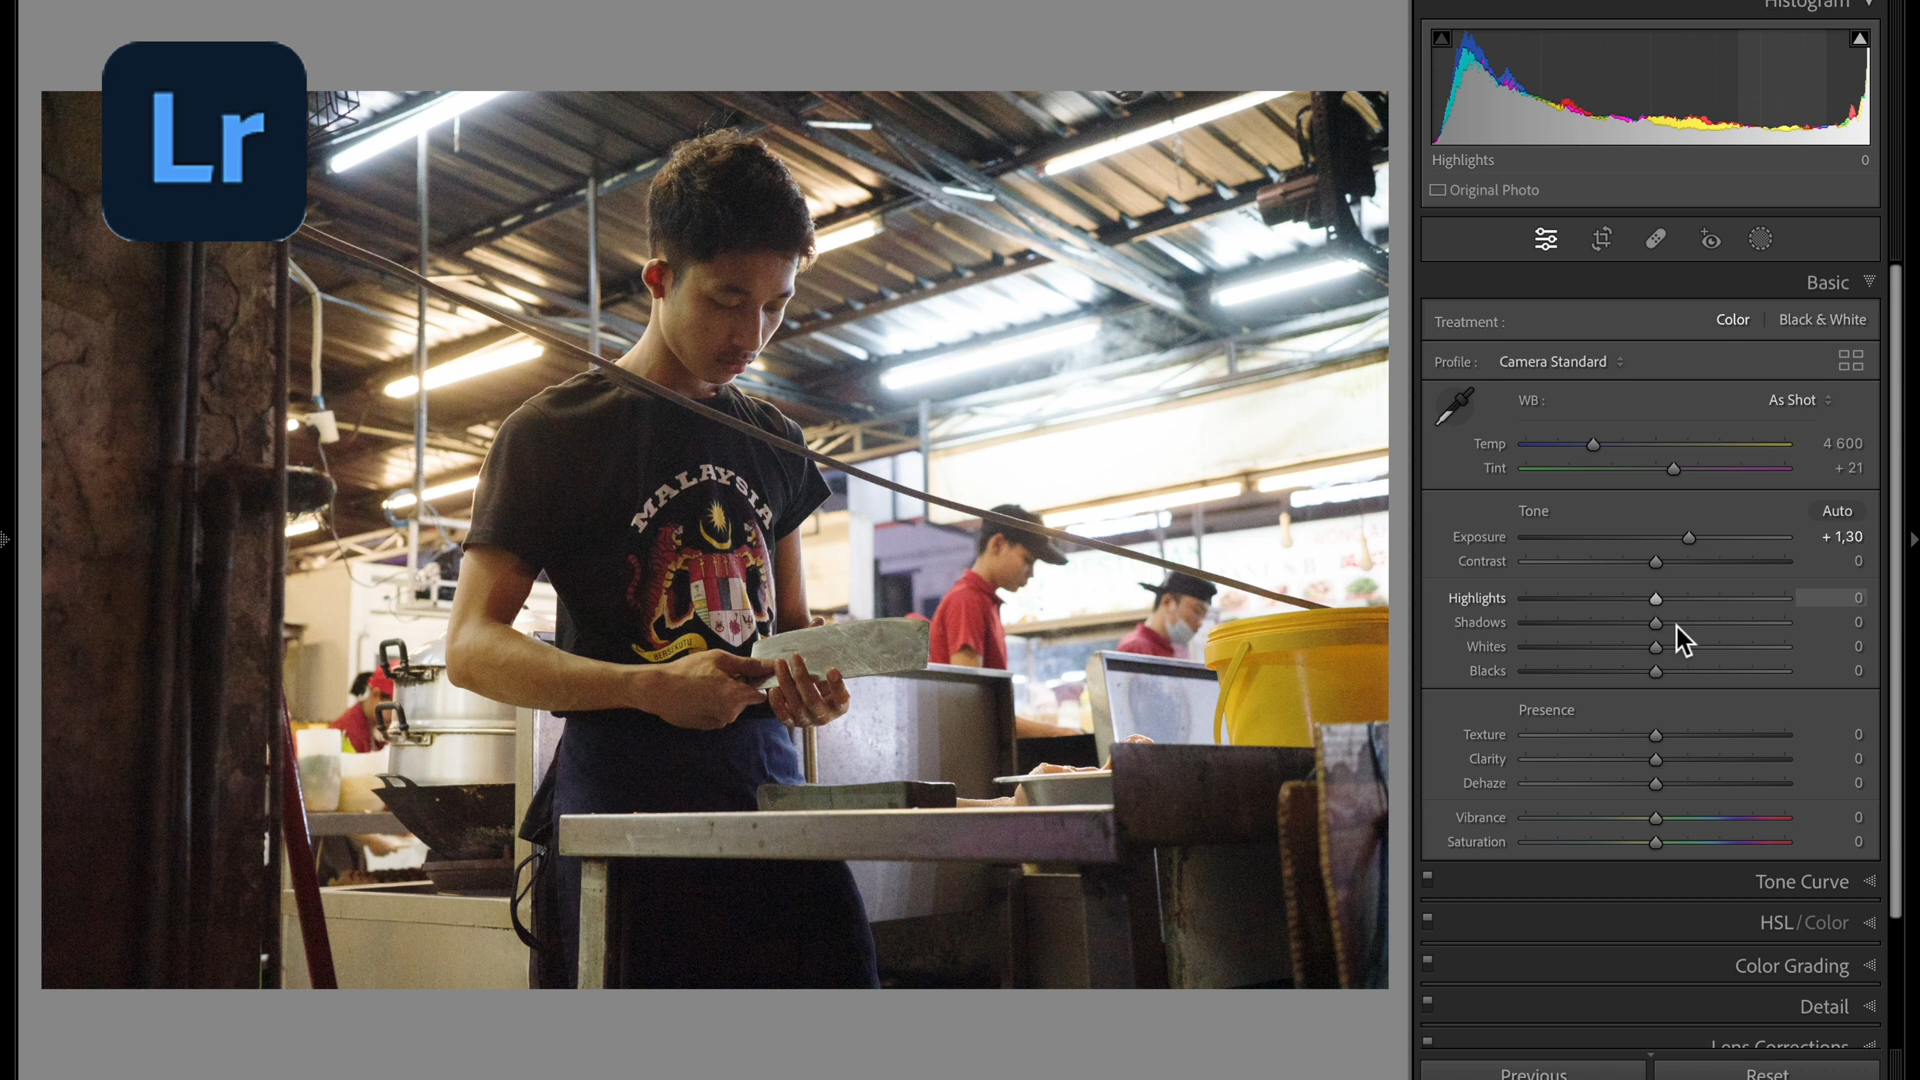 Histogram
Lr
Highlights 0
Original Photo
Basic
Treatment : Color Black & White
Profile : Camera Standard
WB : As Shot
Temp 4 600
Tint + 21
Tone Auto
Exposure + 1,30
Contrast 0
Highlights 0
Shadows 0
Whites 0
Blacks 0
Presence
Texture 0
Clarity 0
Dehaze 0
Vibrance 0
Saturation 0
Tone Curve
HSL / Color
Color Grading
Detail
Lens Corrections
Previous Reset
MALAYSIA
BERSEKUTU